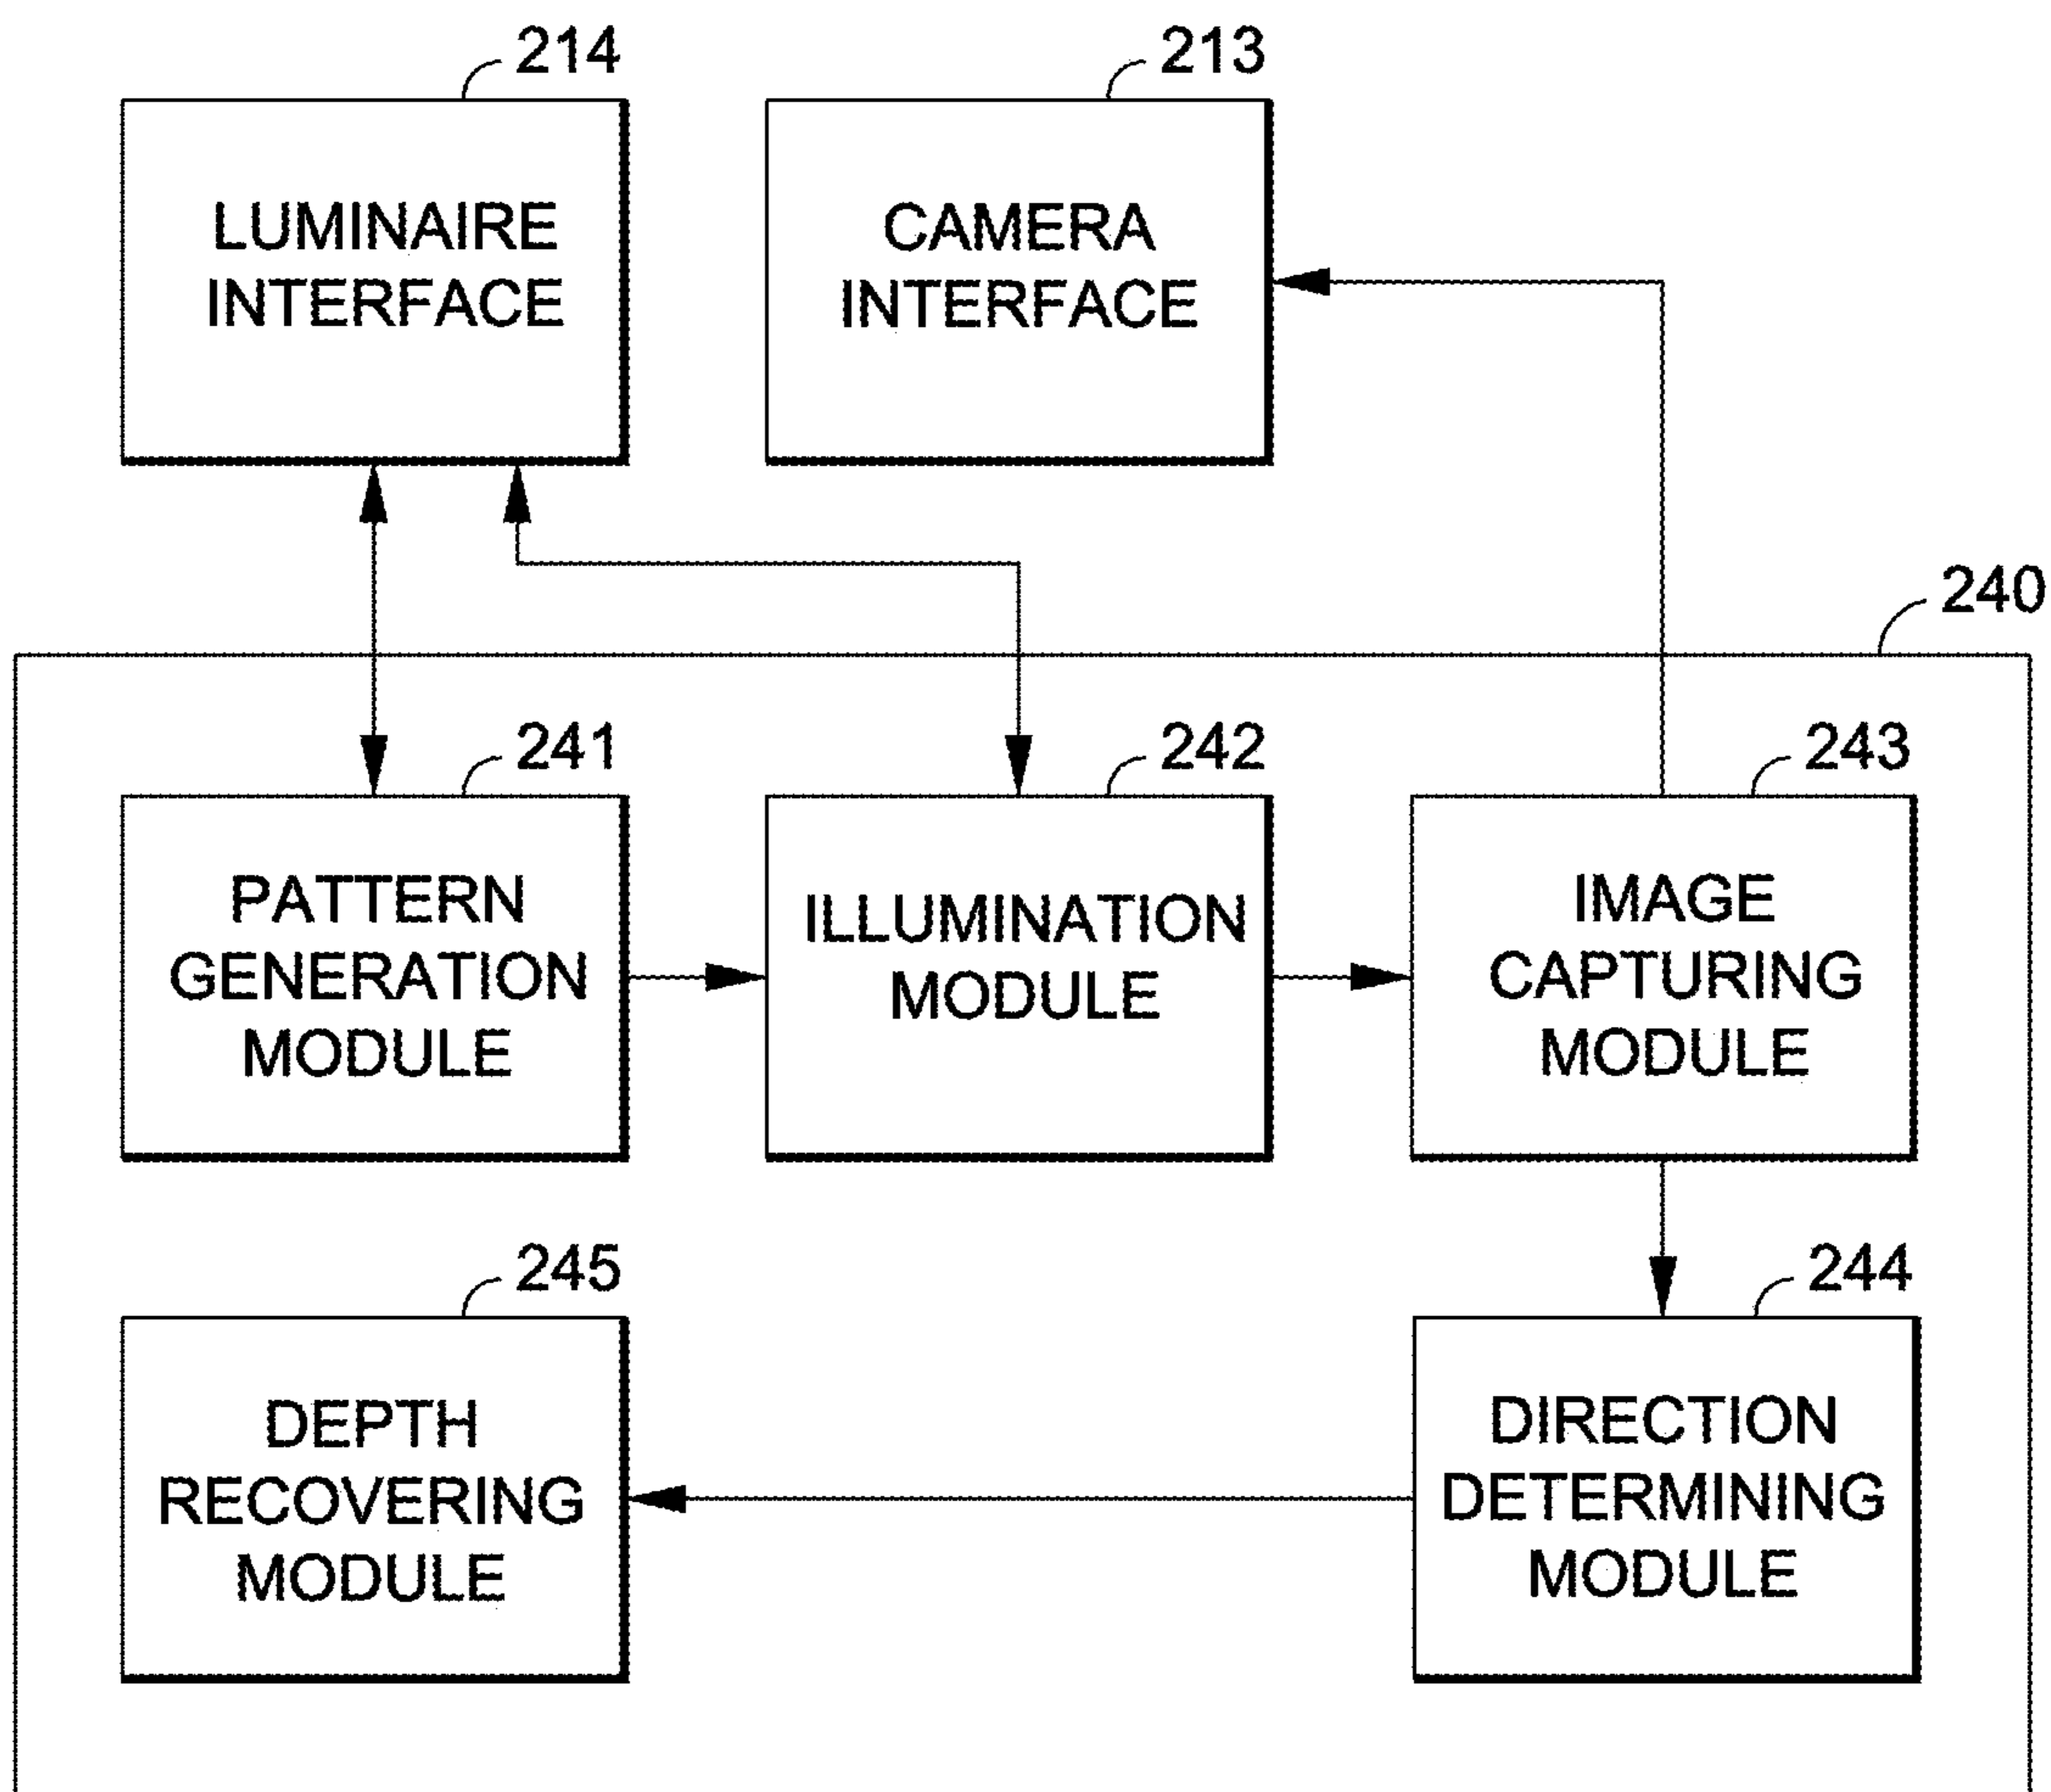 214
213
LUMINAIRE
INTERFACE
CAMERA
INTERFACE
240
241
242
243
PATTERN
GENERATION
MODULE
ILLUMINATION
MODULE
IMAGE
CAPTURING
MODULE
245
244
DEPTH
RECOVERING
MODULE
DIRECTION
DETERMINING
MODULE